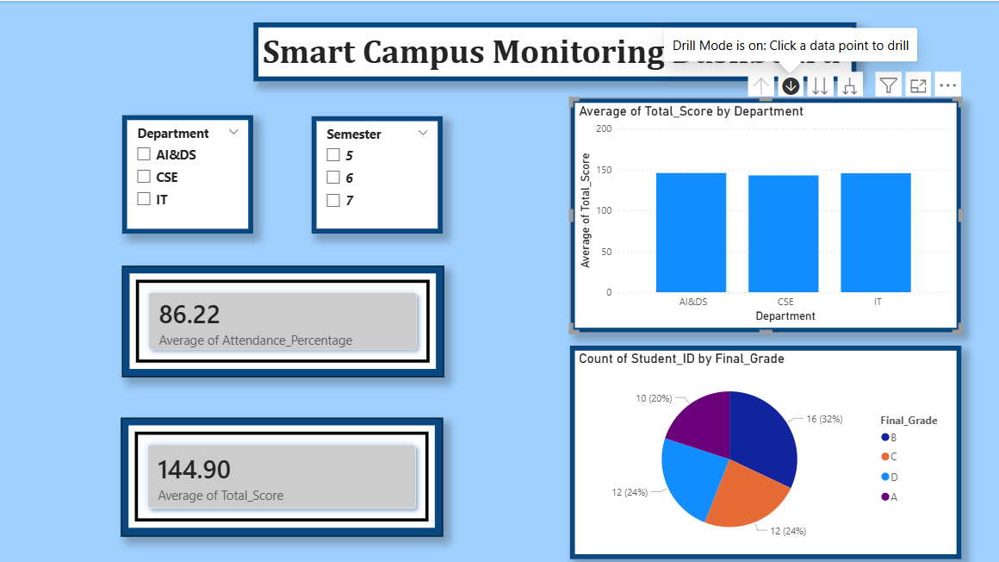 Smart Campus Monitoring
Drill Mode is on: Click a data point to drill
Department
AI&DS
CSE
IT
Semester
5
6
7
86.22
Average of Attendance_Percentage
144.90
Average of Total_Score
Average of Total_Score by Department
200
150
100
50
0
Average of Total_Score
AI&DS CSE IT
Department
Count of Student_ID by Final_Grade
10 (20%)
16 (32%)
12 (24%)
12 (24%)
Final_Grade
B
C
D
A